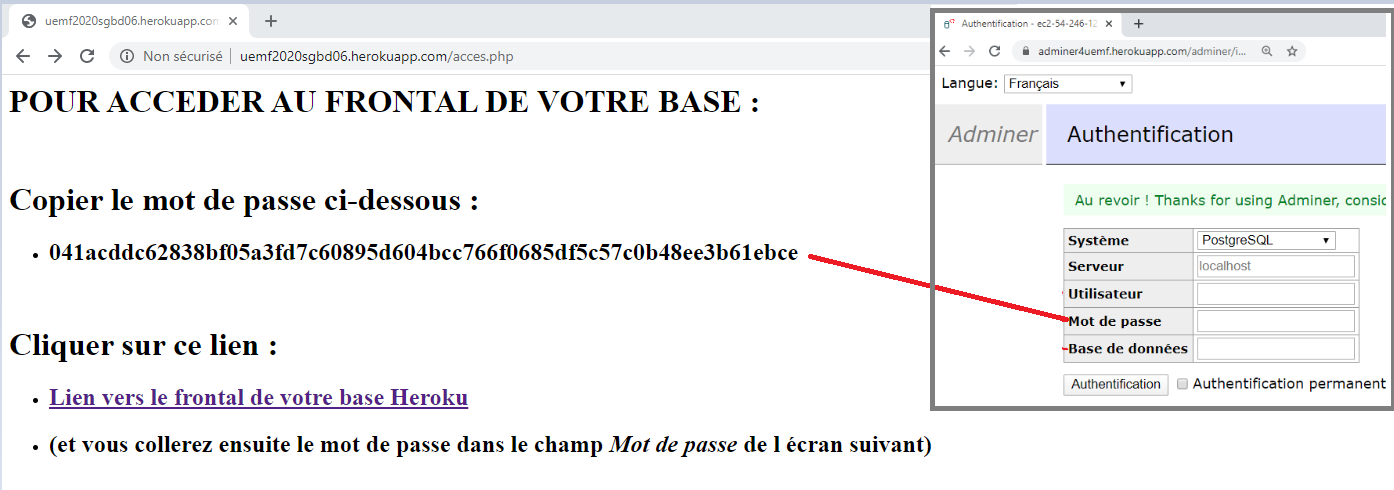 uemf2020sgbd06.herokuapp.com
Non sécurisé | uemf2020sgbd06.herokuapp.com/acces.php
POUR ACCEDER AU FRONTAL DE VOTRE BASE :
Copier le mot de passe ci-dessous :
041acddc62838bf05a3fd7c60895d604bcc766f0685df5c57c0b48ee3b61ebce
Cliquer sur ce lien :
Lien vers le frontal de votre base Heroku
(et vous collerez ensuite le mot de passe dans le champ Mot de passe de l écran suivant)
Authentification - ec2-54-246-12
adminer4uemf.herokuapp.com/adminer/i...
Langue: Français
Adminer
Authentification
Au revoir ! Thanks for using Adminer, consid
Système PostgreSQL
Serveur localhost
Utilisateur
Mot de passe
Base de données
Authentification Authentification permanent